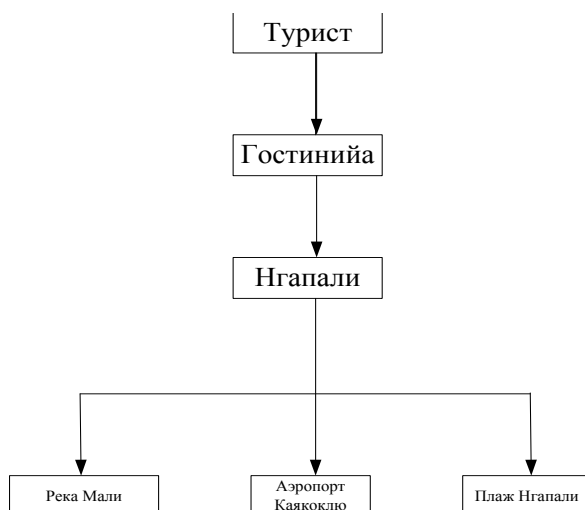 Турист
Гостинийа
Нгапали
Река Мали
Аэропорт
Каякоклю
Плаж Нгапали